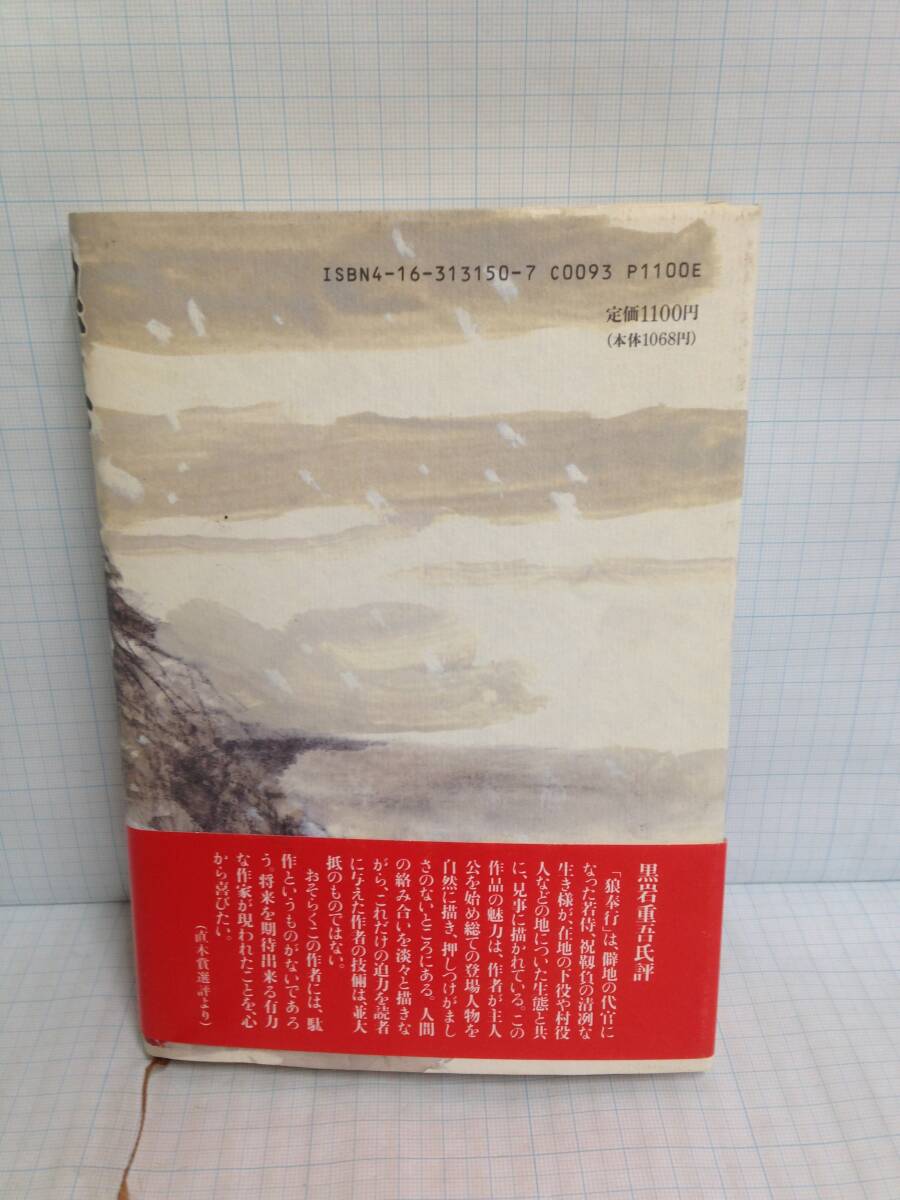 ISBN4-16-313150-7 C0093 P1100E
定価1100円
(本体1068円)
黒岩重吾氏評
「狼奉行」は、僻地の代官に
なった若侍、祝靱負の清冽な
生き様が、在地の下役や村役
人などの地についた生態と共
に、見事に描かれている。この
作品の魅力は、作者が主人
公を始め総ての登場人物を
自然に描き、押しつけがまし
さのないところにある。人間
の絡み合いを淡々と描きな
がら、これだけの迫力を読者
に与えた作者の技倆は、並大
抵のものではない。
おそらくこの作者には、駄
作というものがないであろ
う。将来を期待出来る有力
な作家が現われたことを、心
から喜びたい。
(直木賞選評より)